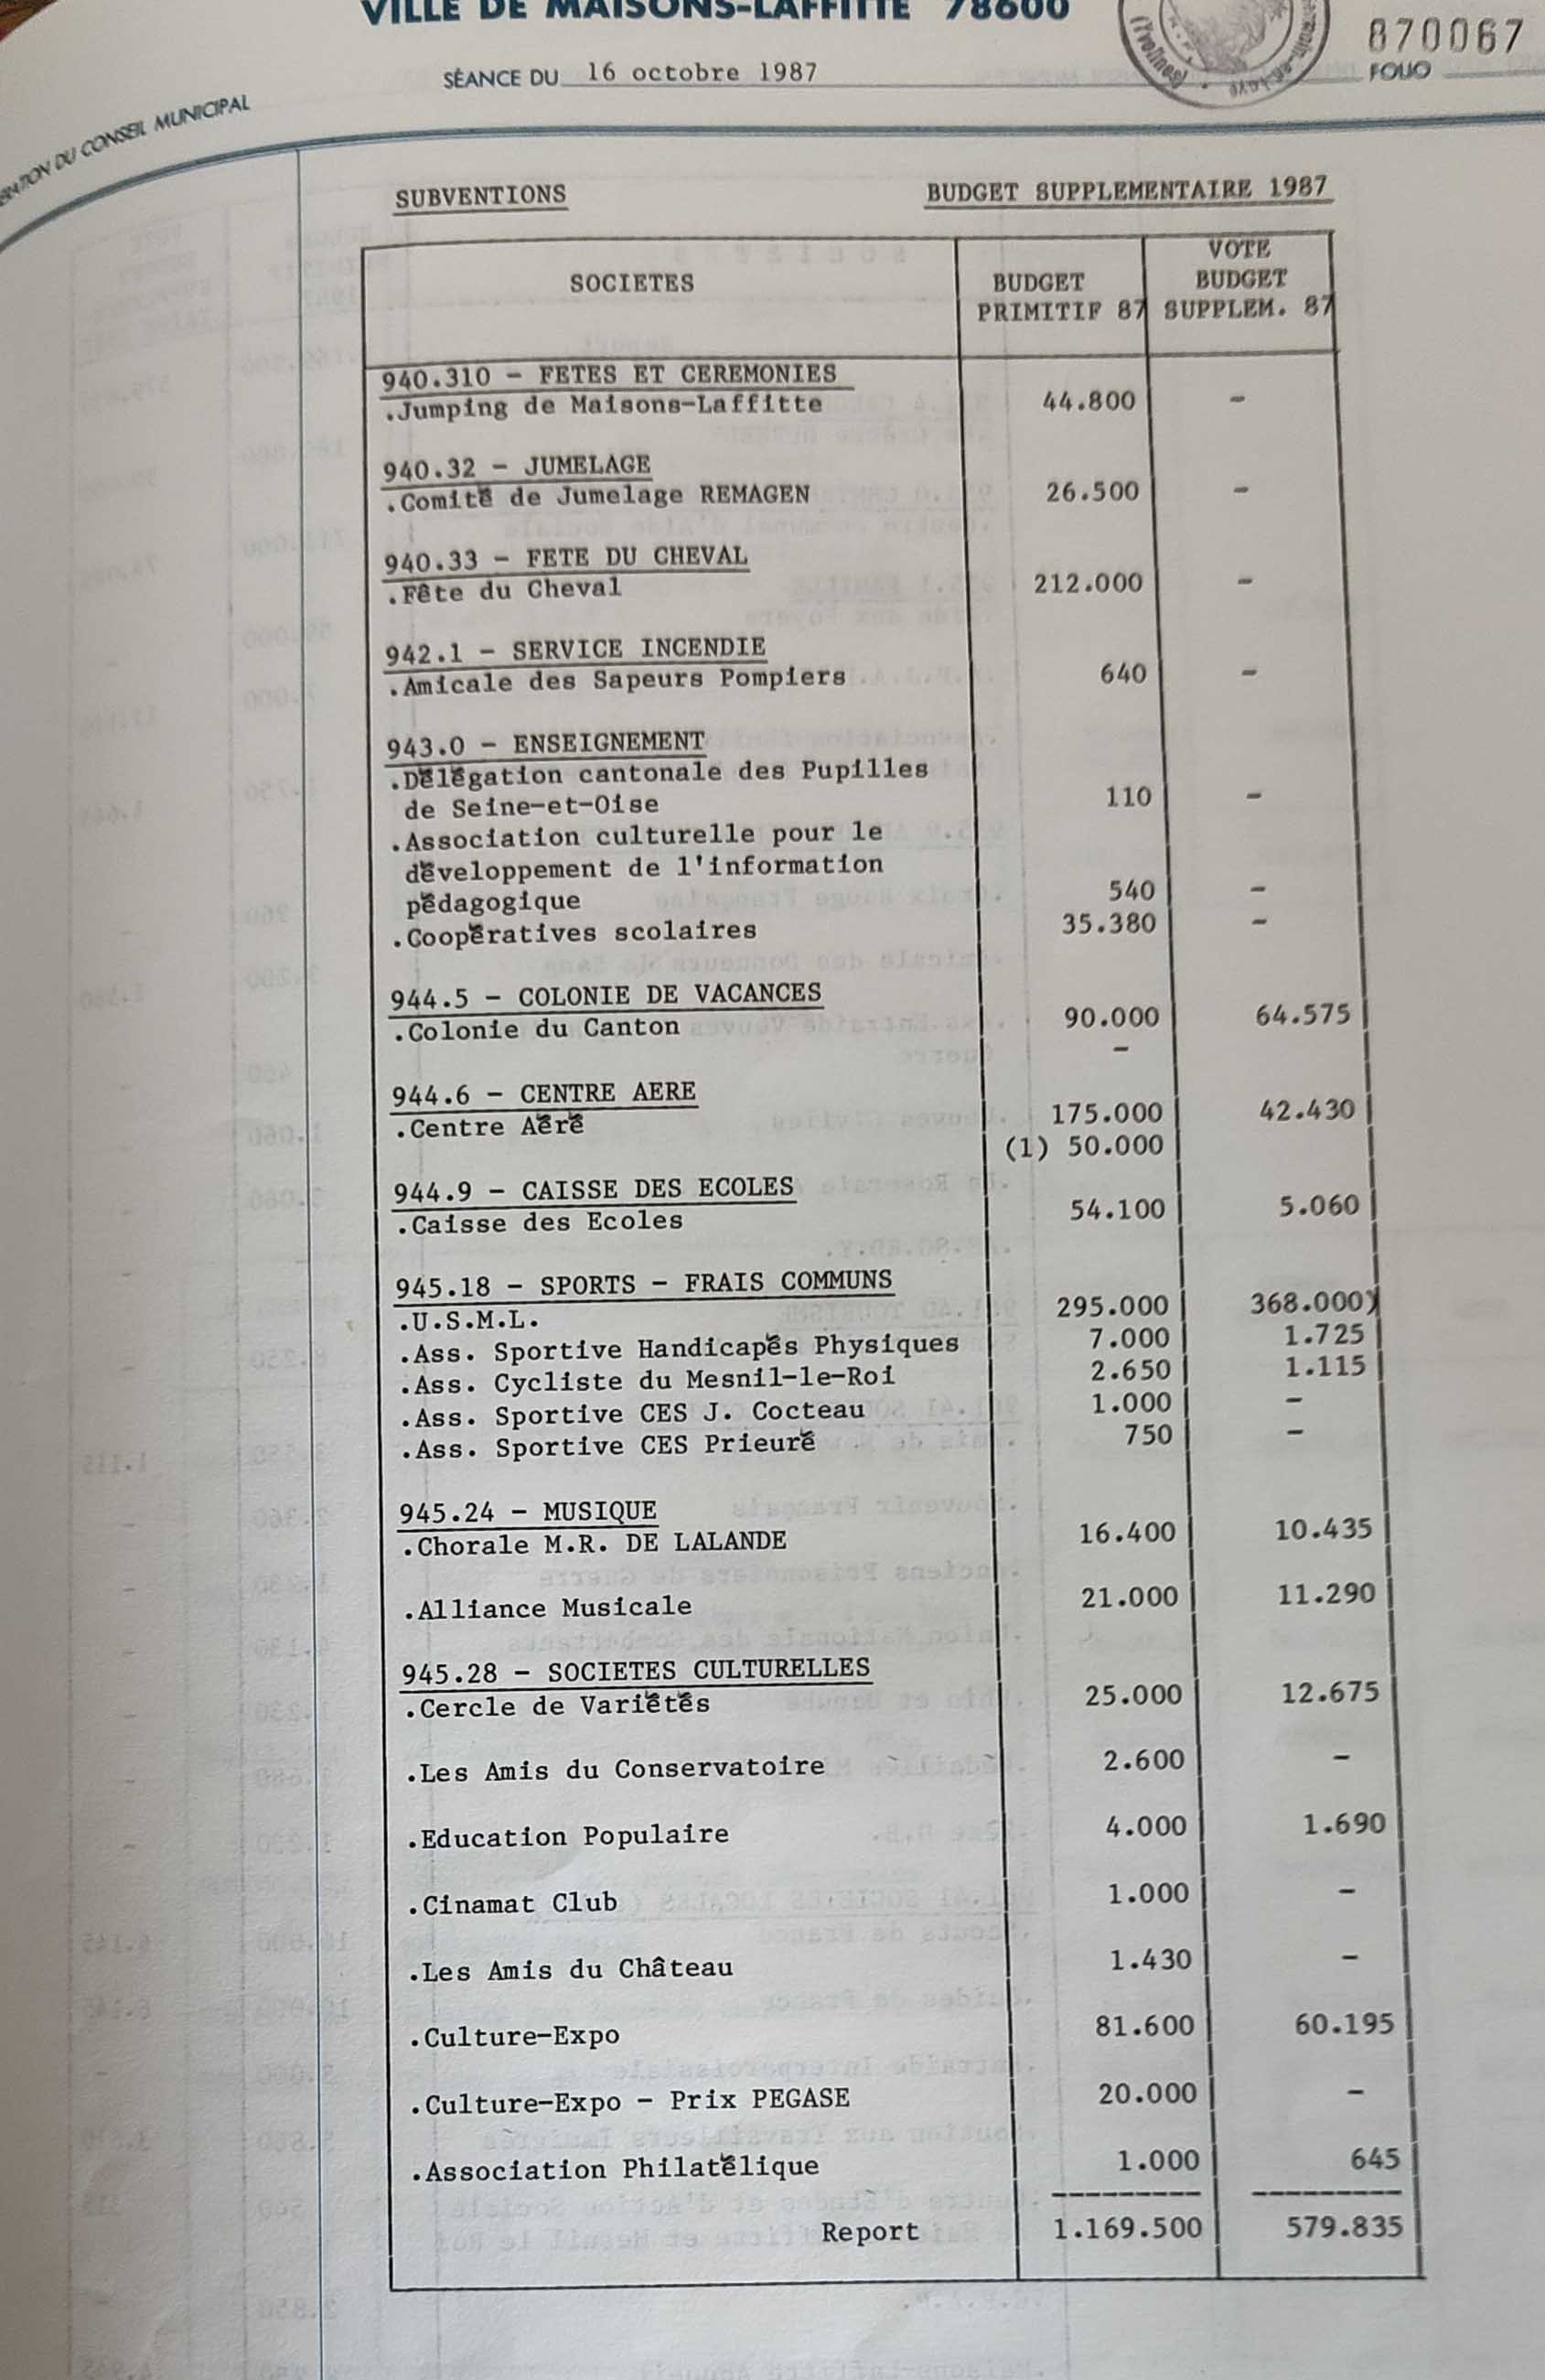 VILLE DE MAISONS-LAFFITTE 78600
870067
SÉANCE DU 16 octobre 1987
FOLIO
DU CONSEIL MUNICIPAL
(Yvelines)
SUBVENTIONS BUDGET SUPPLEMENTAIRE 1987
SOCIETES BUDGET PRIMITIF 87 VOTE BUDGET SUPPLEM. 87
940.310 - FETES ET CEREMONIES
.Jumping de Maisons-Laffitte 44.800 -
940.32 - JUMELAGE
.Comité de Jumelage REMAGEN 26.500 -
940.33 - FETE DU CHEVAL
.Fête du Cheval 212.000 -
942.1 - SERVICE INCENDIE
.Amicale des Sapeurs Pompiers 640 -
943.0 - ENSEIGNEMENT
.Délégation cantonale des Pupilles
de Seine-et-Oise 110 -
.Association culturelle pour le
développement de l'information
pédagogique 540 -
.Coopératives scolaires 35.380 -
944.5 - COLONIE DE VACANCES
.Colonie du Canton 90.000 64.575
-
944.6 - CENTRE AERE
.Centre Aéré 175.000 42.430
(1) 50.000
944.9 - CAISSE DES ECOLES
.Caisse des Ecoles 54.100 5.060
945.18 - SPORTS - FRAIS COMMUNS
.U.S.M.L. 295.000 368.000)
.Ass. Sportive Handicapés Physiques 7.000 1.725
.Ass. Cycliste du Mesnil-le-Roi 2.650 1.115
.Ass. Sportive CES J. Cocteau 1.000 -
.Ass. Sportive CES Prieuré 750 -
945.24 - MUSIQUE
.Chorale M.R. DE LALANDE 16.400 10.435
.Alliance Musicale 21.000 11.290
945.28 - SOCIETES CULTURELLES
.Cercle de Variétés 25.000 12.675
.Les Amis du Conservatoire 2.600 -
.Education Populaire 4.000 1.690
.Cinamat Club 1.000 -
.Les Amis du Château 1.430 -
.Culture-Expo 81.600 60.195
.Culture-Expo - Prix PEGASE 20.000 -
.Association Philatélique 1.000 645
Report 1.169.500 579.835